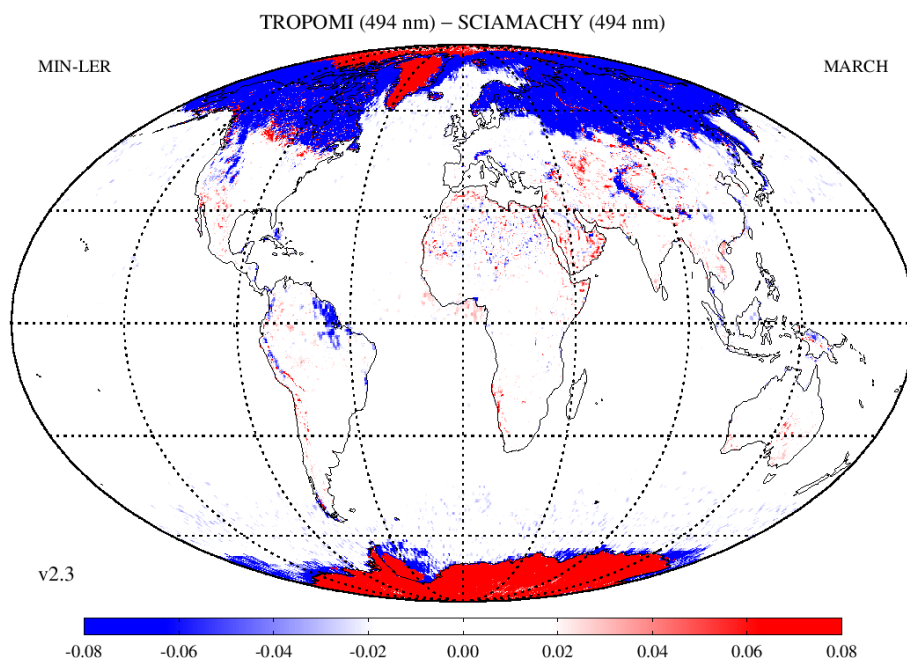 TROPOMI (494 nm) − SCIAMACHY (494 nm)
MIN-LER
MARCH
v2.3
-0.08 -0.06 -0.04 -0.02 0.00 0.02 0.04 0.06 0.08